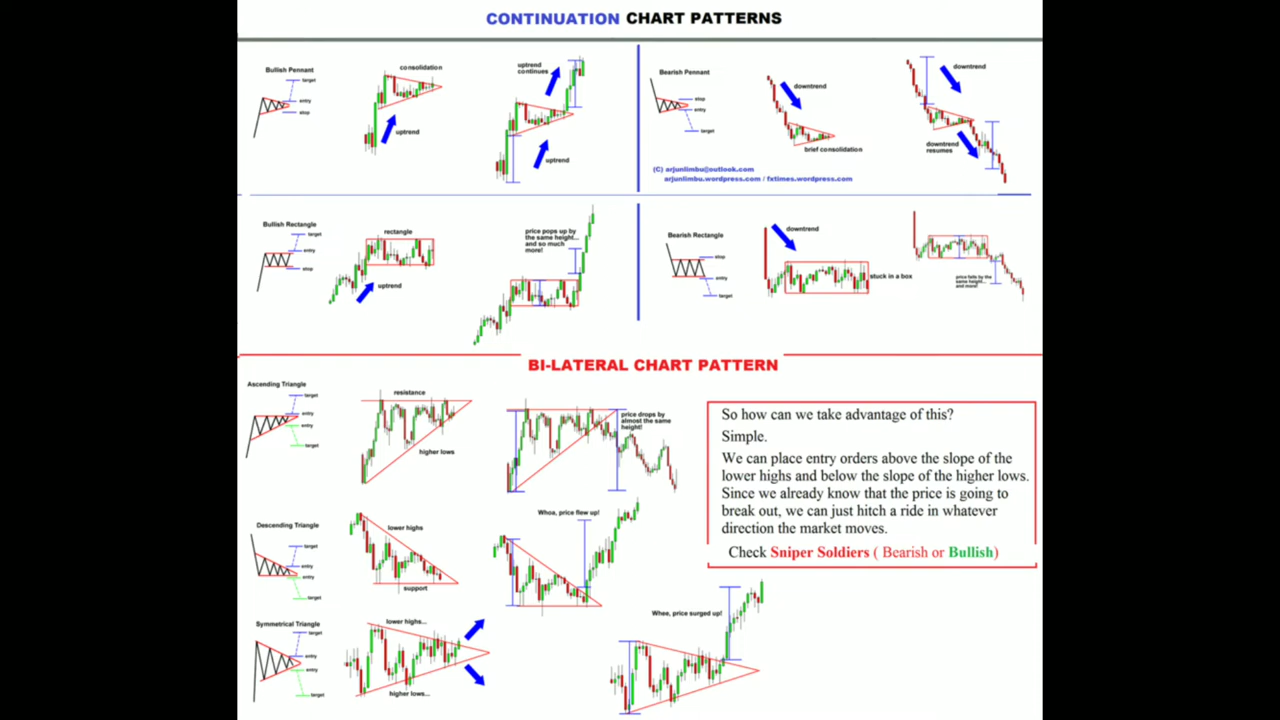 CONTINUATION CHART PATTERNS
Bullish Pennant
target
entry
stop
consolidation
uptrend
uptrend
continues
uptrend
Bearish Pennant
stop
entry
target
downtrend
brief consolidation
downtrend
downtrend
resumes
(C) arjunlimbu@outlook.com
arjunlimbu.wordpress.com / fxtimes.wordpress.com
Bullish Rectangle
target
entry
stop
rectangle
uptrend
price pops up by
the same height...
and so much
more!
Bearish Rectangle
stop
entry
target
downtrend
stuck in a box
price falls by the
same height...
and more!
BI-LATERAL CHART PATTERN
Ascending Triangle
target
entry
entry
target
resistance
higher lows
price drops by
almost the same
height!
Descending Triangle
target
entry
entry
target
lower highs
support
Whoa, price flew up!
Symmetrical Triangle
target
entry
entry
target
lower highs...
higher lows...
Whee, price surged up!
So how can we take advantage of this?
Simple.
We can place entry orders above the slope of the
lower highs and below the slope of the higher lows.
Since we already know that the price is going to
break out, we can just hitch a ride in whatever
direction the market moves.
Check Sniper Soldiers ( Bearish or Bullish)